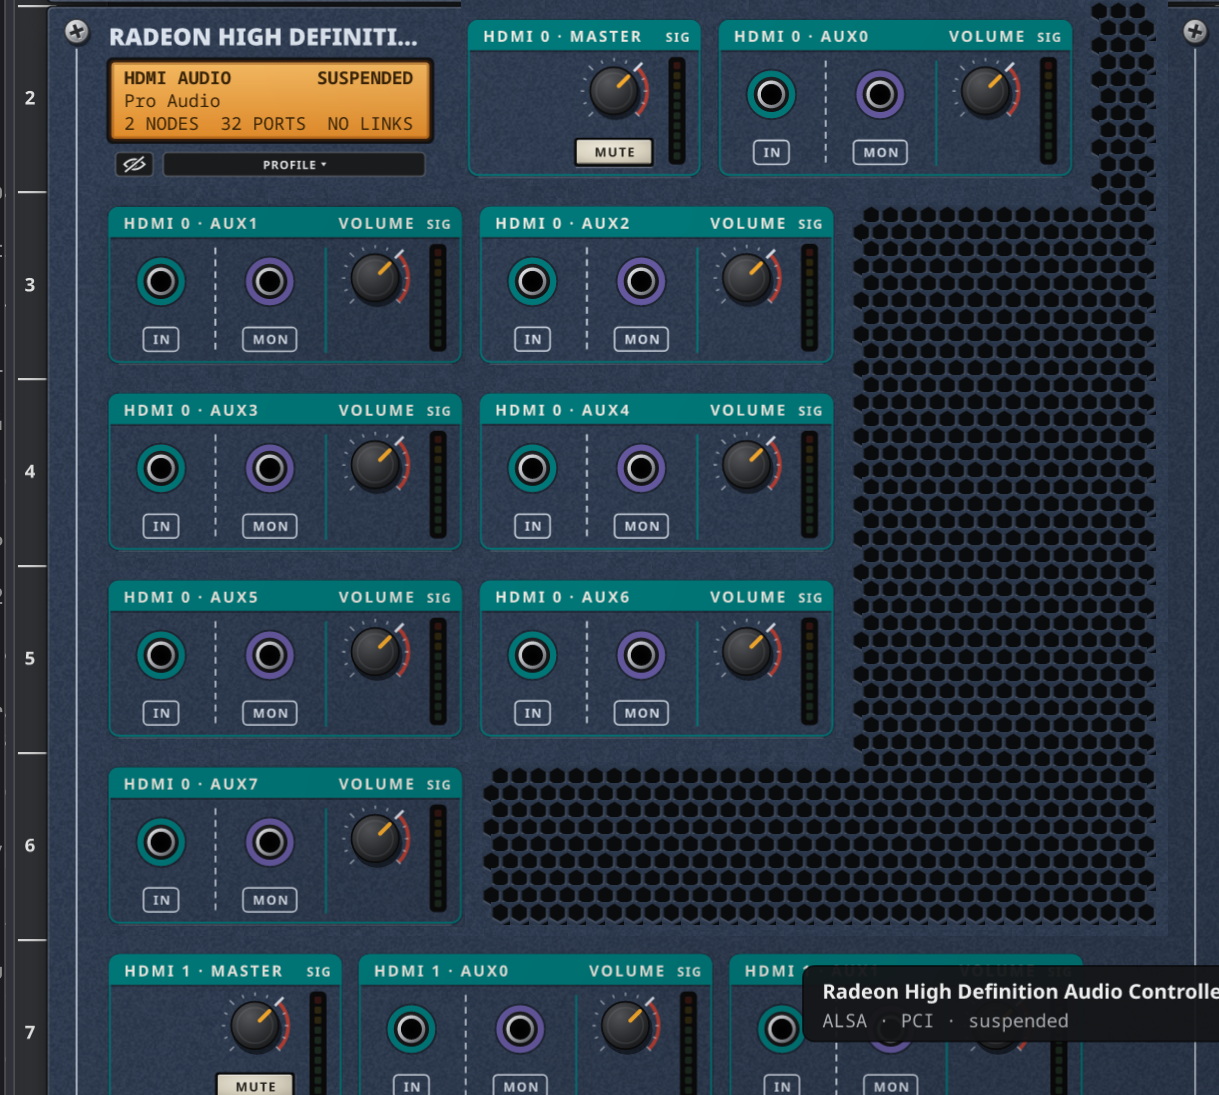 RADEON HIGH DEFINITI...
HDMI AUDIO SUSPENDED
Pro Audio
2 NODES 32 PORTS NO LINKS
PROFILE
HDMI 0 · MASTER SIG
MUTE
HDMI 0 · AUX0 VOLUME SIG
IN MON
2
HDMI 0 · AUX1 VOLUME SIG
IN MON
HDMI 0 · AUX2 VOLUME SIG
IN MON
3
HDMI 0 · AUX3 VOLUME SIG
IN MON
HDMI 0 · AUX4 VOLUME SIG
IN MON
4
HDMI 0 · AUX5 VOLUME SIG
IN MON
HDMI 0 · AUX6 VOLUME SIG
IN MON
5
HDMI 0 · AUX7 VOLUME SIG
IN MON
6
HDMI 1 · MASTER SIG
MUTE
HDMI 1 · AUX0 VOLUME SIG
IN MON
HDMI 1 · AUX1 VOLUME SIG
IN MON
7
Radeon High Definition Audio Controlle
ALSA · PCI · suspended